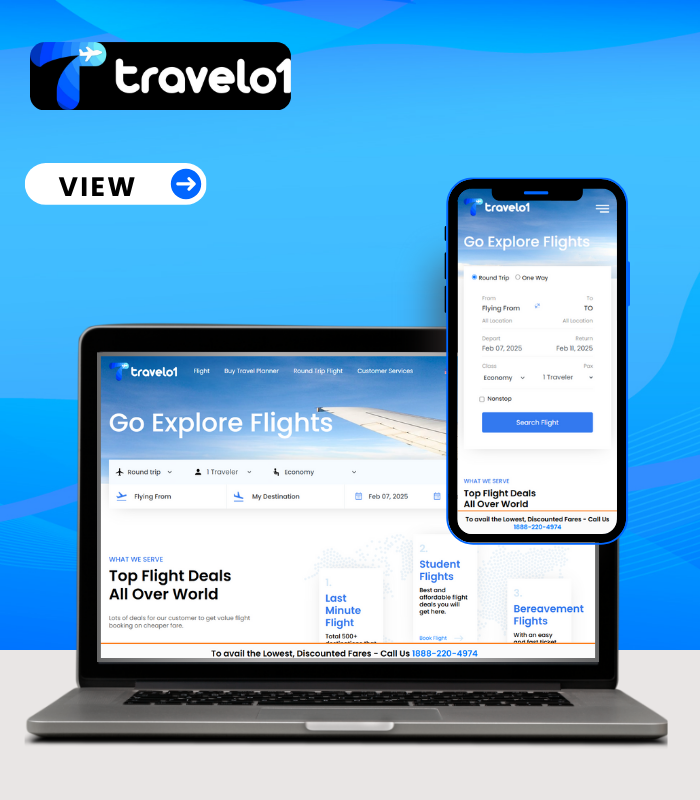 travelo1
VIEW
travelo1
Go Explore Flights
Round Trip One Way
From To
Flying From TO
All Location All Location
Depart Return
Feb 07, 2025 Feb 18, 2025
Class Pax
Economy 1 Traveler
Nonstop
Search Flight
WHAT WE SERVE
Top Flight Deals
All Over World
To avail the Lowest, Discounted Fares - Call Us
1888-220-4974
travelo1 Flight Buy Travel Planner Round Trip Flight Customer Services
Go Explore Flights
Round trip 1 Traveler Economy
Flying From My Destination Feb 07, 2025
WHAT WE SERVE
Top Flight Deals
All Over World
Lots of deals for our customer to get value flight
booking on cheaper fare.
1.
Last
Minute
Flight
Total 500+
destinations that
2.
Student
Flights
Best and
affordable flight
deals you will
get here.
Book Flight
3.
Bereavement
Flights
With an easy
and fast ticket
To avail the Lowest, Discounted Fares - Call Us 1888-220-4974